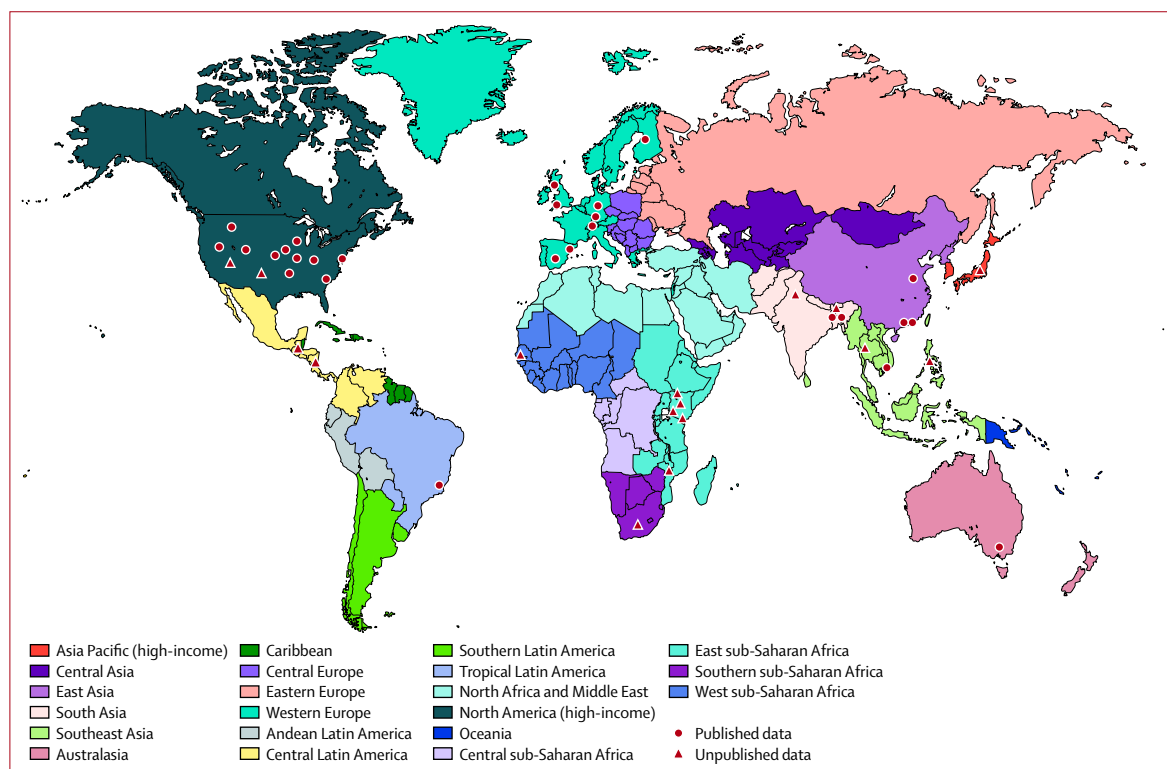 Asia Pacific (high-income)
Central Asia
East Asia
South Asia
Southeast Asia
Australasia
Caribbean
Central Europe
Eastern Europe
Western Europe
Andean Latin America
Central Latin America
Southern Latin America
Tropical Latin America
North Africa and Middle East
North America (high-income)
Oceania
Central sub-Saharan Africa
East sub-Saharan Africa
Southern sub-Saharan Africa
West sub-Saharan Africa
Published data
Unpublished data